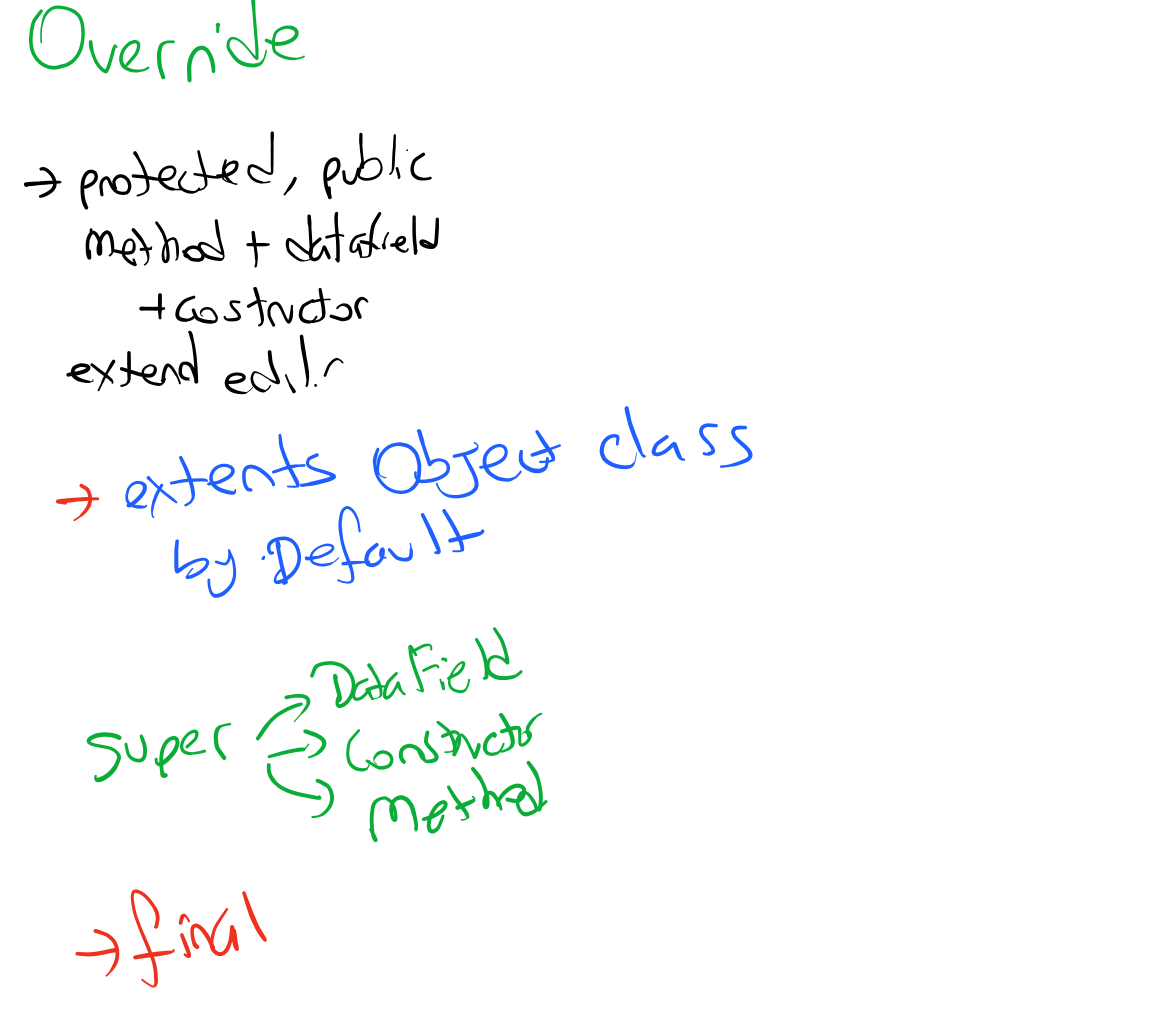 Override
→ protected, public
method + datafield
+ costructor
extend edilir
→ extents Object class
by Default
super → DataField
→ Constructor
→ Method
→ final